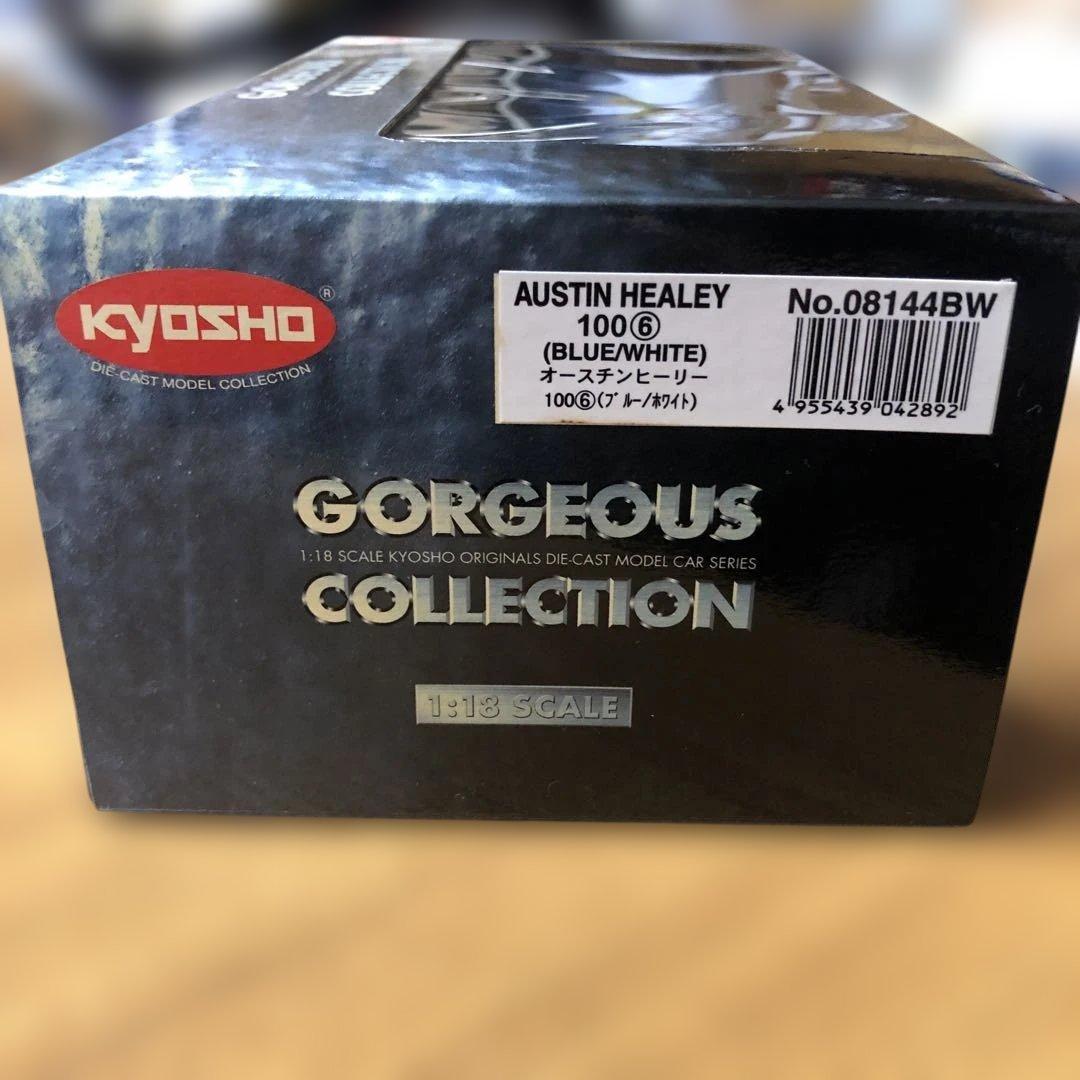 GORGEOUS
COLLECTION
KYOSHO®
DIE-CAST MODEL COLLECTION
AUSTIN HEALEY
100⑥
(BLUE/WHITE)
オースチンヒーリー
100⑥(ﾌﾞﾙｰ/ﾎﾜｲﾄ)
No.08144BW
4 955439 042892
GORGEOUS
1:18 SCALE KYOSHO ORIGINALS DIE-CAST MODEL CAR SERIES
COLLECTION
1:18 SCALE